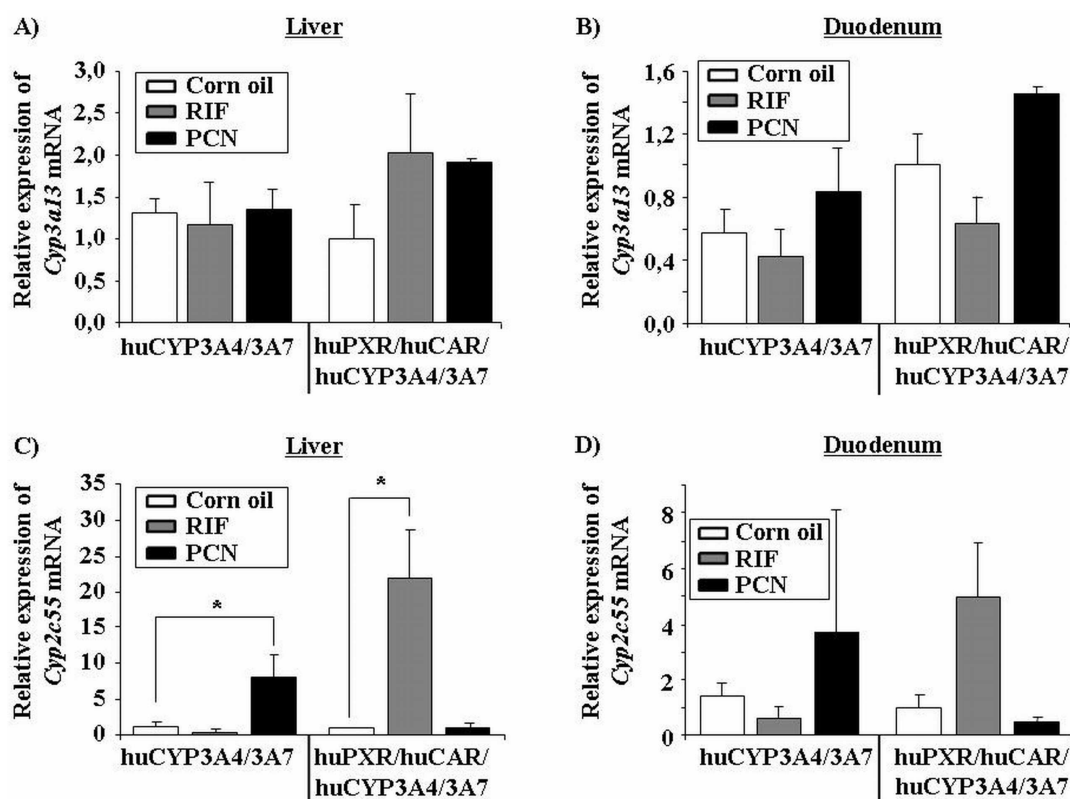 A)
Liver
Relative expression of
Cyp3a13 mRNA
3,0
2,5
2,0
1,5
1,0
0,5
0,0
Corn oil
RIF
PCN
huCYP3A4/3A7
huPXR/huCAR/
huCYP3A4/3A7
B)
Duodenum
Relative expression of
Cyp3a13 mRNA
1,6
1,2
0,8
0,4
0,0
Corn oil
RIF
PCN
huCYP3A4/3A7
huPXR/huCAR/
huCYP3A4/3A7
C)
Liver
Relative expression of
Cyp2c55 mRNA
35
30
25
20
15
10
5
0
Corn oil
RIF
PCN
*
*
huCYP3A4/3A7
huPXR/huCAR/
huCYP3A4/3A7
D)
Duodenum
Relative expression of
Cyp2c55 mRNA
8
6
4
2
0
Corn oil
RIF
PCN
huCYP3A4/3A7
huPXR/huCAR/
huCYP3A4/3A7